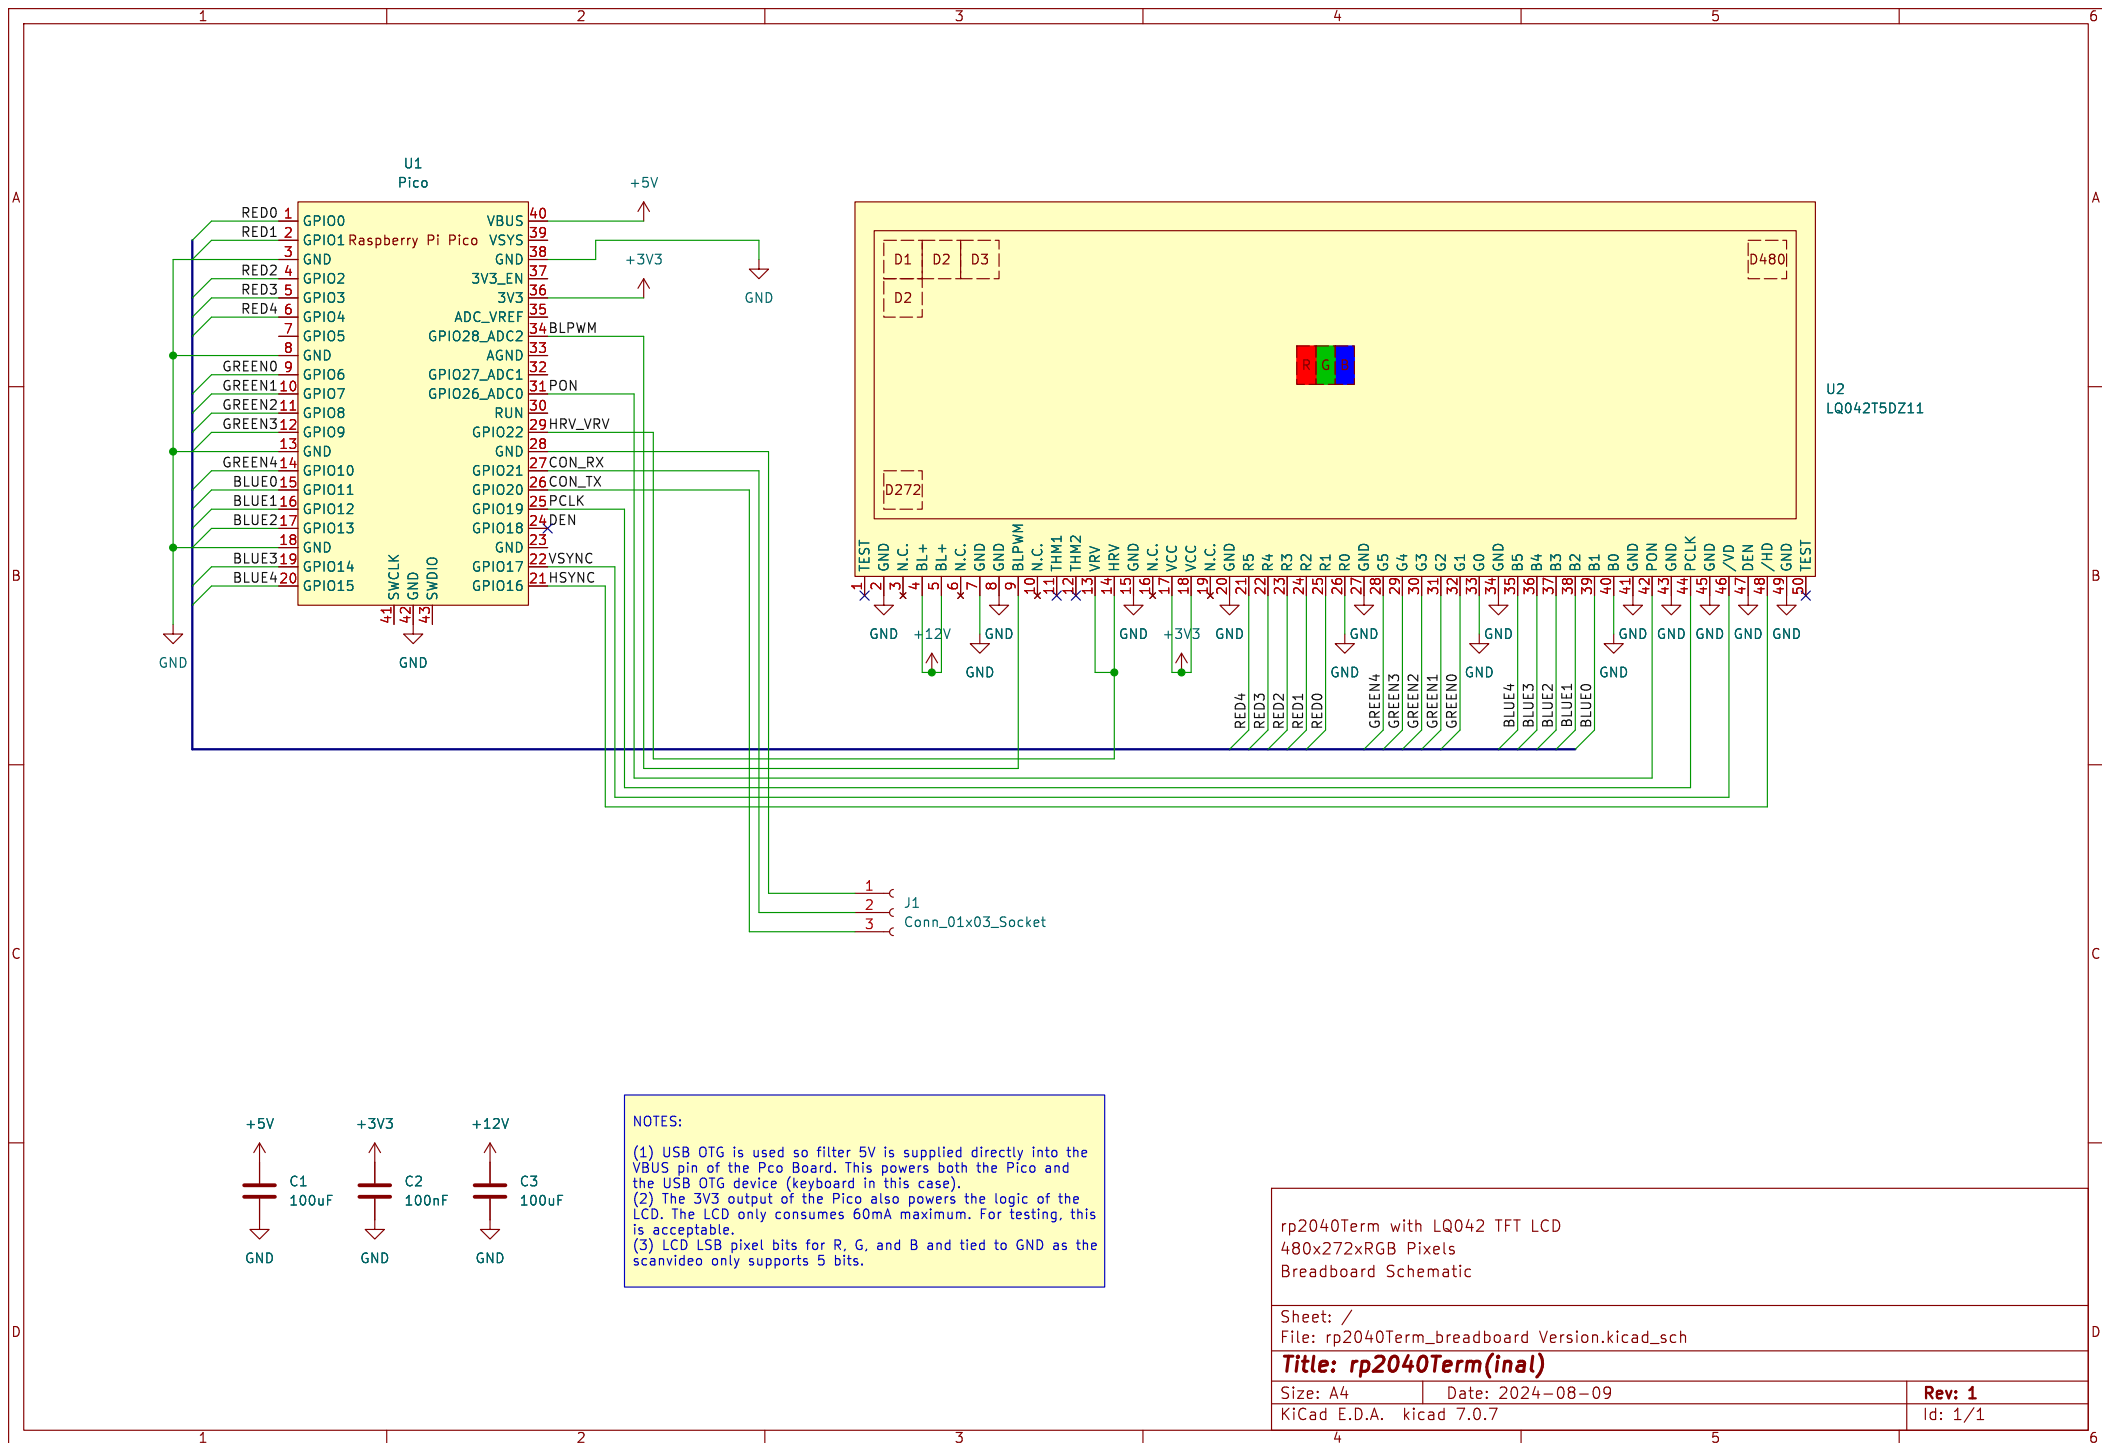 1 2 3 4 5 6
A
B
C
D
U1
Pico
Raspberry Pi Pico
RED0 1 GPIO0
RED1 2 GPIO1
3 GND
RED2 4 GPIO2
RED3 5 GPIO3
RED4 6 GPIO4
7 GPIO5
8 GND
GREEN0 9 GPIO6
GREEN1 10 GPIO7
GREEN2 11 GPIO8
GREEN3 12 GPIO9
13 GND
GREEN4 14 GPIO10
BLUE0 15 GPIO11
BLUE1 16 GPIO12
BLUE2 17 GPIO13
18 GND
BLUE3 19 GPIO14
BLUE4 20 GPIO15
VBUS 40
VSYS 39
GND 38
3V3_EN 37
3V3 36
ADC_VREF 35
GPIO28_ADC2 34 BLPWM
AGND 33
GPIO27_ADC1 32
GPIO26_ADC0 31 PON
RUN 30
GPIO22 29 HRV_VRV
GND 28
GPIO21 27 CON_RX
GPIO20 26 CON_TX
GPIO19 25 PCLK
GPIO18 24 DEN
GND 23
GPIO17 22 VSYNC
GPIO16 21 HSYNC
SWCLK 41
GND 42
SWDIO 43
GND
GND
+5V
+3V3
GND
D1 D2 D3 D480
D2
R G B
D272
U2
LQ042T5DZ11
TEST 1
GND 2
N.C. 3
BL+ 4
BL+ 5
N.C. 6
GND 7
GND 8
BLPWM 9
N.C. 10
THM1 11
THM2 12
VRV 13
HRV 14
GND 15
N.C. 16
VCC 17
VCC 18
N.C. 19
GND 20
R5 21
R4 22
R3 23
R2 24
R1 25
R0 26
GND 27
G5 28
G4 29
G3 30
G2 31
G1 32
G0 33
GND 34
B5 35
B4 36
B3 37
B2 38
B1 39
B0 40
GND 41
PON 42
GND 43
PCLK 44
GND 45
/VD 46
DEN 47
/HD 48
GND 49
TEST 50
GND +12V GND GND +3V3 GND GND GND GND GND GND GND GND
GND GND GND GND
RED4
RED3
RED2
RED1
RED0
GREEN4
GREEN3
GREEN2
GREEN1
GREEN0
BLUE4
BLUE3
BLUE2
BLUE1
BLUE0
1
2
3
J1
Conn_01x03_Socket
+5V
C1
100uF
GND
+3V3
C2
100nF
GND
+12V
C3
100uF
GND
NOTES:
(1) USB OTG is used so filter 5V is supplied directly into the
VBUS pin of the Pco Board. This powers both the Pico and
the USB OTG device (keyboard in this case).
(2) The 3V3 output of the Pico also powers the logic of the
LCD. The LCD only consumes 60mA maximum. For testing, this
is acceptable.
(3) LCD LSB pixel bits for R, G, and B and tied to GND as the
scanvideo only supports 5 bits.
rp2040Term with LQ042 TFT LCD
480x272xRGB Pixels
Breadboard Schematic
Sheet: /
File: rp2040Term_breadboard Version.kicad_sch
Title: rp2040Term(inal)
Size: A4 Date: 2024-08-09 Rev: 1
KiCad E.D.A. kicad 7.0.7 Id: 1/1
A
B
C
D
1 2 3 4 5 6